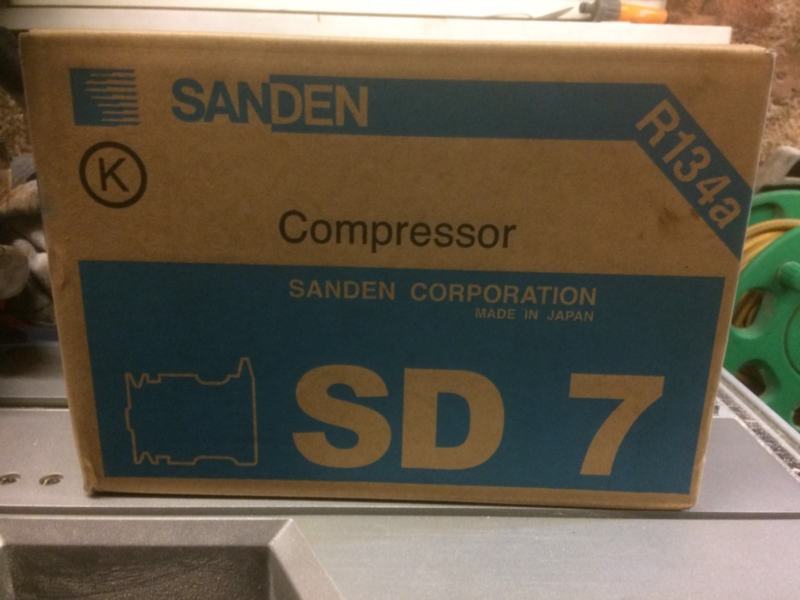 SANDEN
R134a
K
Compressor
SANDEN CORPORATION
MADE IN JAPAN
SD 7